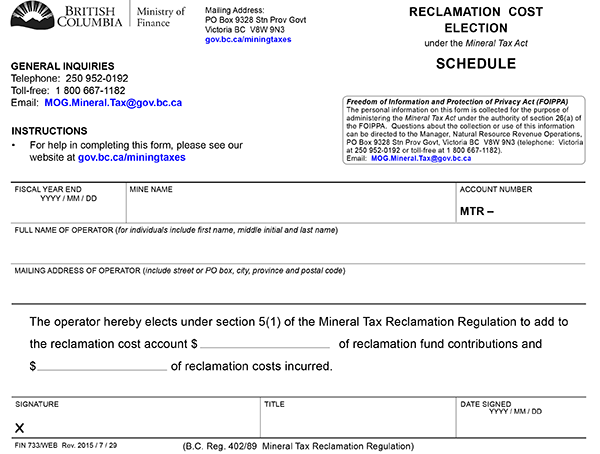 BRITISH COLUMBIA
Ministry of Finance
Mailing Address:
PO Box 9328 Stn Prov Govt
Victoria BC V8W 9N3
gov.bc.ca/miningtaxes
RECLAMATION COST
ELECTION
under the Mineral Tax Act
SCHEDULE
GENERAL INQUIRIES
Telephone: 250 952-0192
Toll-free: 1 800 667-1182
Email: MOG.Mineral.Tax@gov.bc.ca
INSTRUCTIONS
• For help in completing this form, please see our
website at gov.bc.ca/miningtaxes
Freedom of Information and Protection of Privacy Act (FOIPPA)
The personal information on this form is collected for the purpose of
administering the Mineral Tax Act under the authority of section 26(a) of
the FOIPPA. Questions about the collection or use of this information
can be directed to the Manager, Natural Resource Revenue Operations,
PO Box 9328 Stn Prov Govt, Victoria BC V8W 9N3 (telephone: Victoria
at 250 952-0192 or toll-free at 1 800 667-1182).
Email: MOG.Mineral.Tax@gov.bc.ca
FISCAL YEAR END
YYYY / MM / DD
MINE NAME
ACCOUNT NUMBER
MTR –
FULL NAME OF OPERATOR (for individuals include first name, middle initial and last name)
MAILING ADDRESS OF OPERATOR (include street or PO box, city, province and postal code)
The operator hereby elects under section 5(1) of the Mineral Tax Reclamation Regulation to add to
the reclamation cost account $ of reclamation fund contributions and
$ of reclamation costs incurred.
SIGNATURE
X
TITLE
DATE SIGNED
YYYY / MM / DD
FIN 733/WEB Rev. 2015 / 7 / 29
(B.C. Reg. 402/89 Mineral Tax Reclamation Regulation)